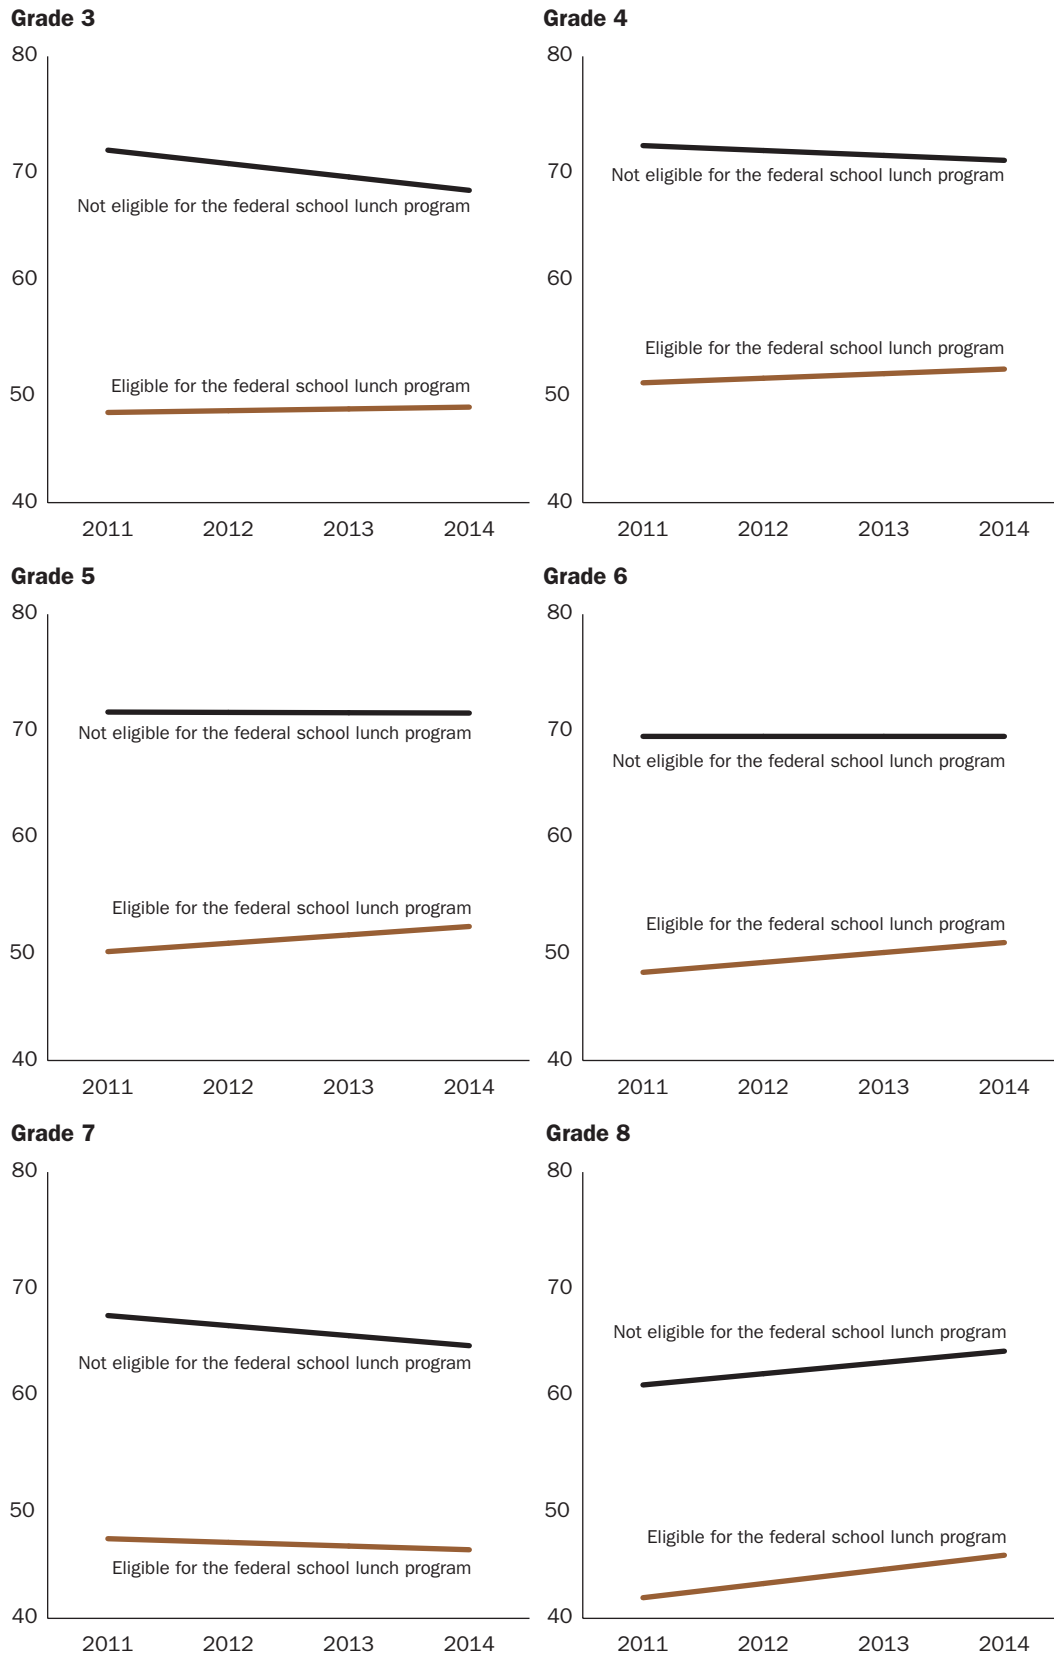 Grade 3
80
70
Not eligible for the federal school lunch program
60
Eligible for the federal school lunch program
50
40
2011 2012 2013 2014
Grade 4
80
70
Not eligible for the federal school lunch program
60
Eligible for the federal school lunch program
50
40
2011 2012 2013 2014
Grade 5
80
70
Not eligible for the federal school lunch program
60
Eligible for the federal school lunch program
50
40
2011 2012 2013 2014
Grade 6
80
70
Not eligible for the federal school lunch program
60
Eligible for the federal school lunch program
50
40
2011 2012 2013 2014
Grade 7
80
70
Not eligible for the federal school lunch program
60
50
Eligible for the federal school lunch program
40
2011 2012 2013 2014
Grade 8
80
70
Not eligible for the federal school lunch program
60
50
Eligible for the federal school lunch program
40
2011 2012 2013 2014